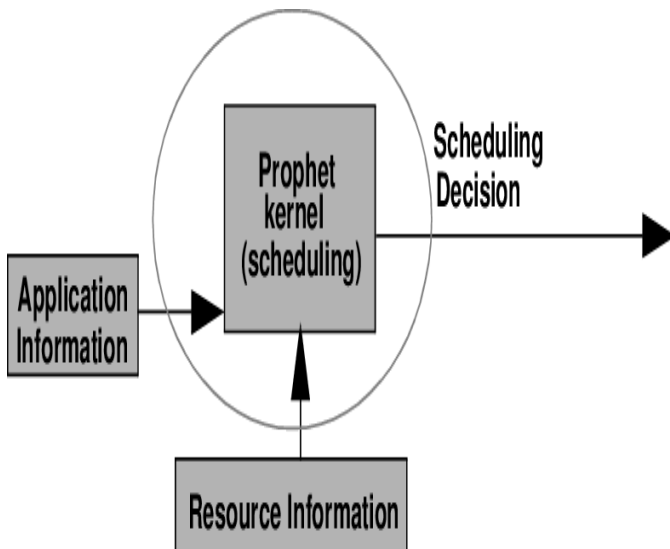 Prophet
kernel
(scheduling)
Scheduling
Decision
Application
Information
Resource Information